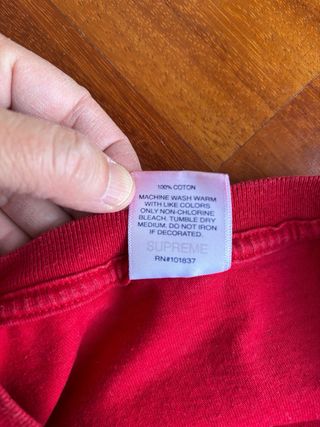 100% COTON
MACHINE WASH WARM
WITH LIKE COLORS
ONLY NON-CHLORINE
BLEACH. TUMBLE DRY
MEDIUM. DO NOT IRON
IF DECORATED.
SUPREME
RN#101837